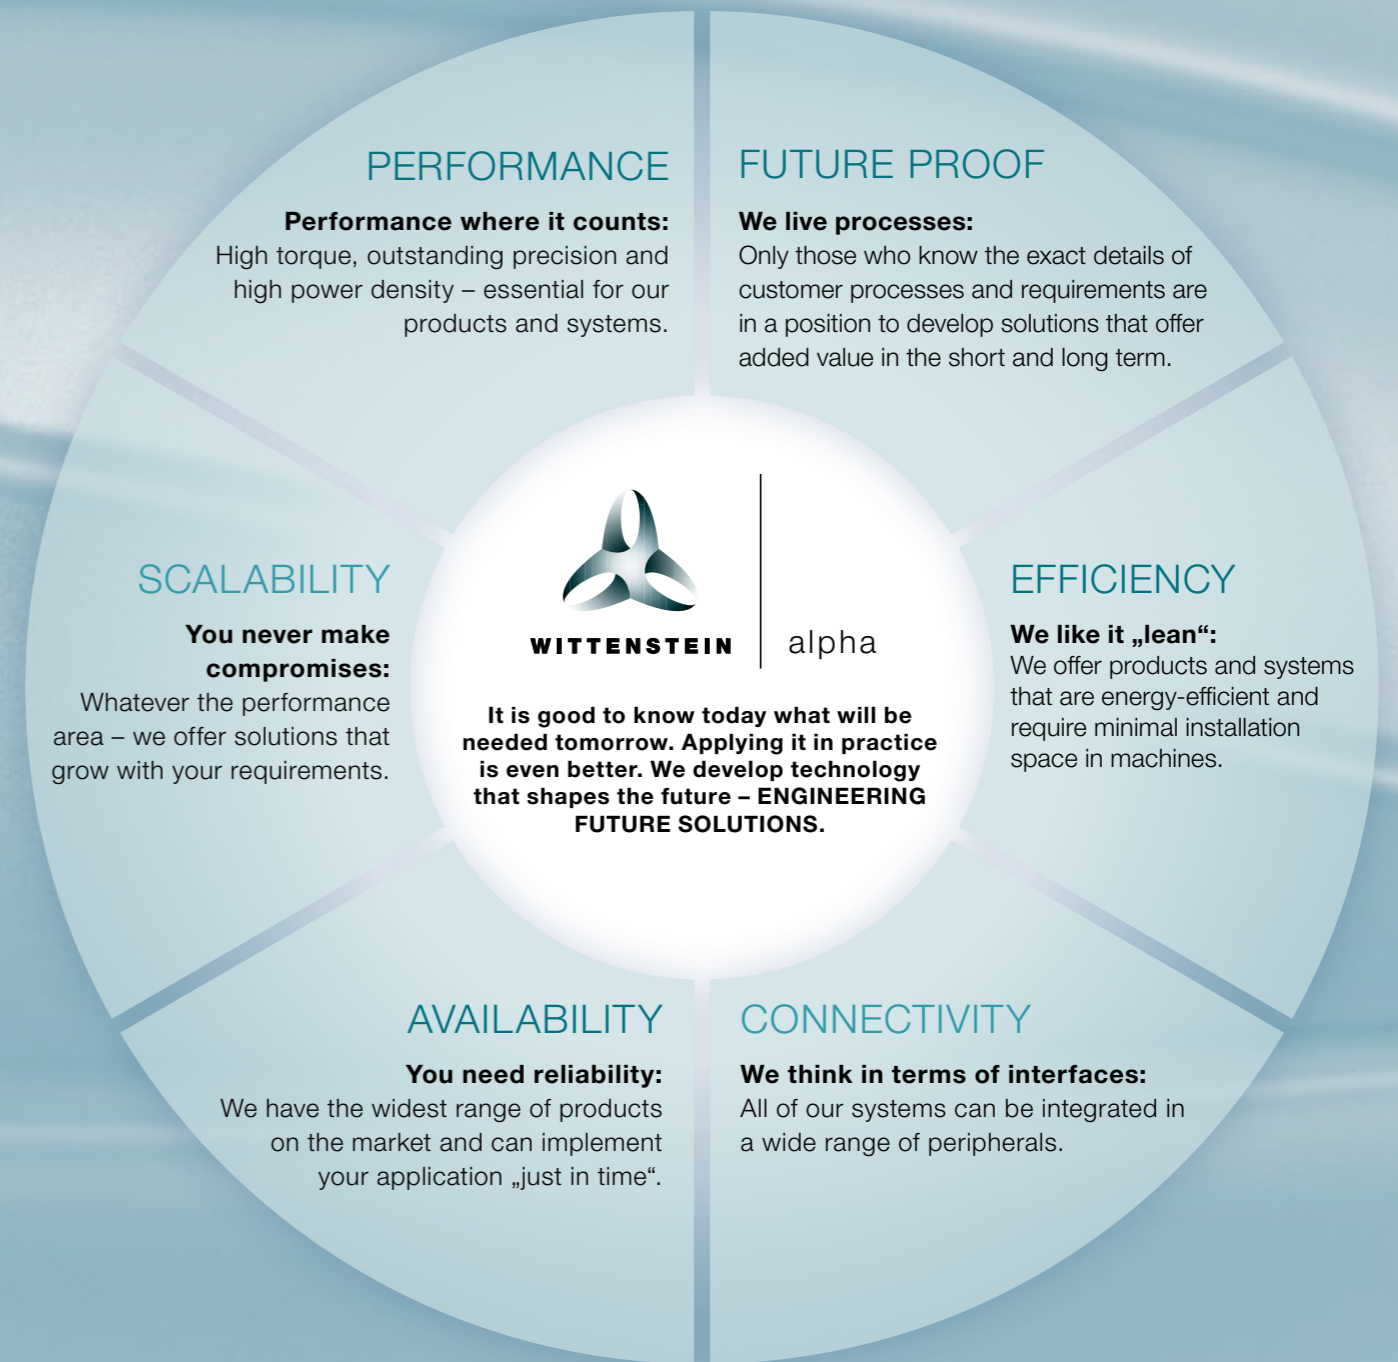 PERFORMANCE
Performance where it counts:
High torque, outstanding precision and
high power density – essential for our
products and systems.
FUTURE PROOF
We live processes:
Only those who know the exact details of
customer processes and requirements are
in a position to develop solutions that offer
added value in the short and long term.
SCALABILITY
You never make
compromises:
Whatever the performance
area – we offer solutions that
grow with your requirements.
WITTENSTEIN
alpha
It is good to know today what will be
needed tomorrow. Applying it in practice
is even better. We develop technology
that shapes the future – ENGINEERING
FUTURE SOLUTIONS.
EFFICIENCY
We like it „lean“:
We offer products and systems
that are energy-efficient and
require minimal installation
space in machines.
AVAILABILITY
You need reliability:
We have the widest range of products
on the market and can implement
your application „just in time“.
CONNECTIVITY
We think in terms of interfaces:
All of our systems can be integrated in
a wide range of peripherals.